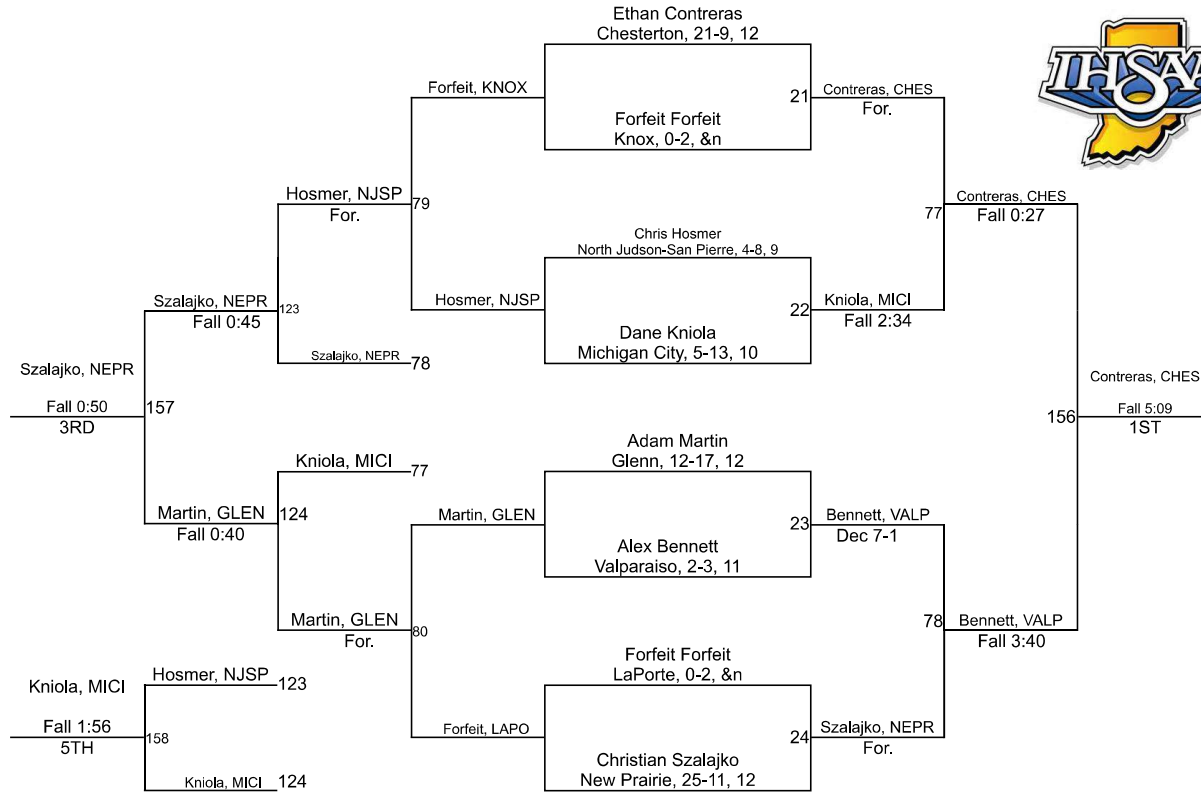 Ethan Contreras
Chesterton, 21-9, 12
IHSAA
Forfeit, KNOX
21
Contreras, CHES
For.
Forfeit Forfeit
Knox, 0-2, &n
Hosmer, NJSP
For.
79
77
Contreras, CHES
Fall 0:27
Chris Hosmer
North Judson-San Pierre, 4-8, 9
Szalajko, NEPR
Fall 0:45
123
Hosmer, NJSP
22
Kniola, MICI
Fall 2:34
Dane Kniola
Michigan City, 5-13, 10
Szalajko, NEPR
78
Szalajko, NEPR
Fall 0:50
3RD
157
Contreras, CHES
Fall 5:09
1ST
156
Adam Martin
Glenn, 12-17, 12
Kniola, MICI
77
Martin, GLEN
Fall 0:40
124
Martin, GLEN
23
Bennett, VALP
Dec 7-1
Alex Bennett
Valparaiso, 2-3, 11
Martin, GLEN
For.
80
78
Bennett, VALP
Fall 3:40
Forfeit Forfeit
LaPorte, 0-2, &n
Kniola, MICI
Fall 1:56
5TH
Hosmer, NJSP
123
158
Forfeit, LAPO
24
Szalajko, NEPR
For.
Christian Szalajko
New Prairie, 25-11, 12
Kniola, MICI
124